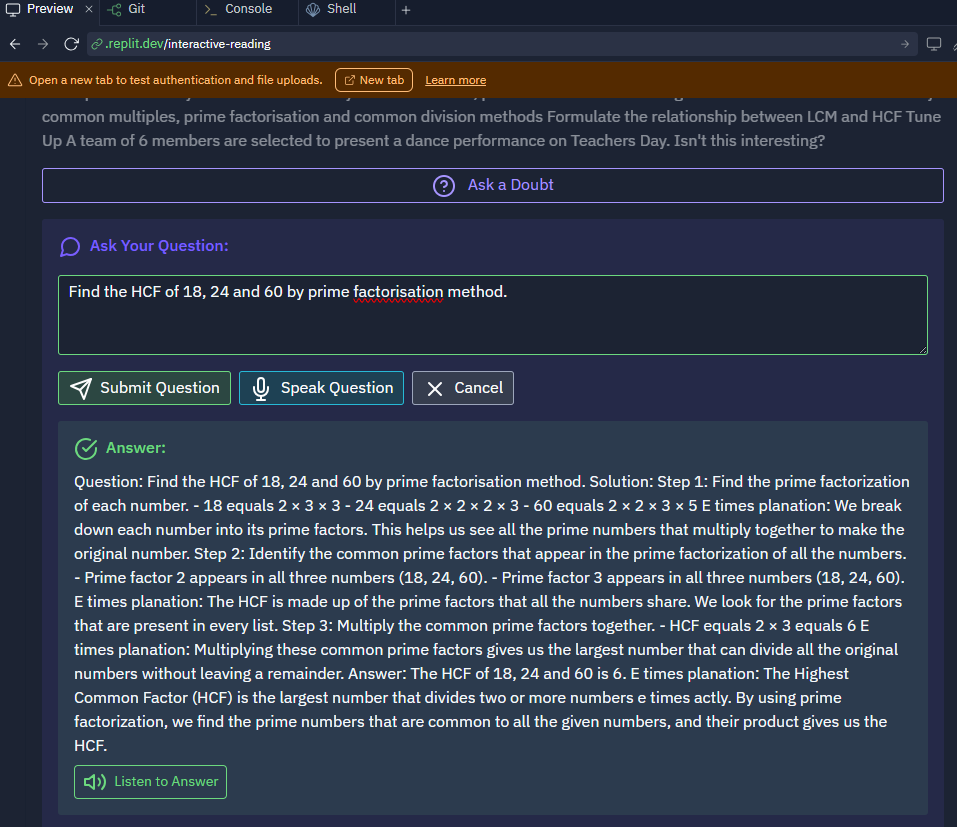 Preview × Git Console Shell +
.replit.dev/interactive-reading
Open a new tab to test authentication and file uploads. New tab Learn more
common multiples, prime factorisation and common division methods Formulate the relationship between LCM and HCF Tune
Up A team of 6 members are selected to present a dance performance on Teachers Day. Isn't this interesting?
Ask a Doubt
Ask Your Question:
Find the HCF of 18, 24 and 60 by prime factorisation method.
Submit Question Speak Question Cancel
Answer:
Question: Find the HCF of 18, 24 and 60 by prime factorisation method. Solution: Step 1: Find the prime factorization
of each number. - 18 equals 2 × 3 × 3 - 24 equals 2 × 2 × 2 × 3 - 60 equals 2 × 2 × 3 × 5 E times planation: We break
down each number into its prime factors. This helps us see all the prime numbers that multiply together to make the
original number. Step 2: Identify the common prime factors that appear in the prime factorization of all the numbers.
- Prime factor 2 appears in all three numbers (18, 24, 60). - Prime factor 3 appears in all three numbers (18, 24, 60).
E times planation: The HCF is made up of the prime factors that all the numbers share. We look for the prime factors
that are present in every list. Step 3: Multiply the common prime factors together. - HCF equals 2 × 3 equals 6 E
times planation: Multiplying these common prime factors gives us the largest number that can divide all the original
numbers without leaving a remainder. Answer: The HCF of 18, 24 and 60 is 6. E times planation: The Highest
Common Factor (HCF) is the largest number that divides two or more numbers e times actly. By using prime
factorization, we find the prime numbers that are common to all the given numbers, and their product gives us the
HCF.
Listen to Answer